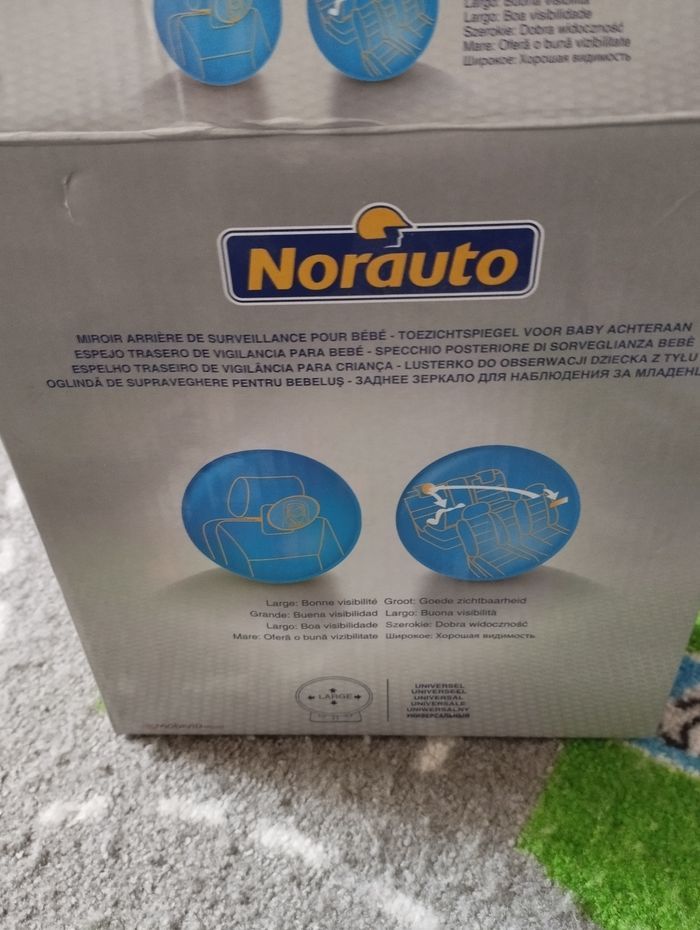 Largo: Boa visibilidade
Szerokie: Dobra widoczność
Mare: Oferă o bună vizibilitate
Широкое: Хорошая видимость
Norauto
MIROIR ARRIÈRE DE SURVEILLANCE POUR BÉBÉ - TOEZICHTSPIEGEL VOOR BABY ACHTERAAN
ESPEJO TRASERO DE VIGILANCIA PARA BEBÉ - SPECCHIO POSTERIORE DI SORVEGLIANZA BEBÈ
ESPELHO TRASEIRO DE VIGILÂNCIA PARA CRIANÇA - LUSTERKO DO OBSERWACJI DZIECKA Z TYŁU
OGLINDĂ DE SUPRAVEGHERE PENTRU BEBELUŞ - ЗАДНЕЕ ЗЕРКАЛО ДЛЯ НАБЛЮДЕНИЯ ЗА МЛАДЕНЦ
Large: Bonne visibilité Groot: Goede zichtbaarheid
Grande: Buena visibilidad Largo: Buona visibilità
Largo: Boa visibilidade Szerokie: Dobra widoczność
Mare: Oferă o bună vizibilitate Широкое: Хорошая видимость
LARGE
UNIVERSEL
UNIVERSEEL
UNIVERSAL
UNIVERSALE
UNIWERSALNY
УНИВЕРСАЛЬНЫЙ